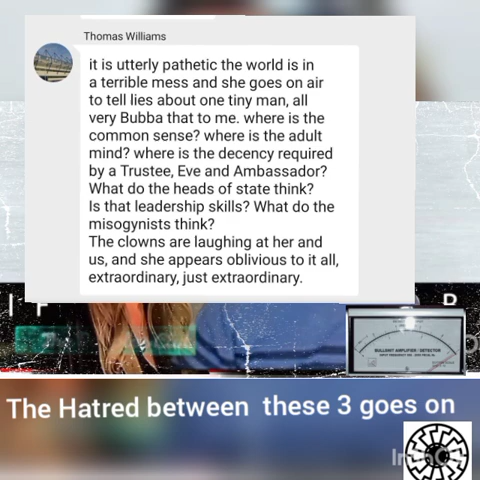 Thomas Williams
it is utterly pathetic the world is in
a terrible mess and she goes on air
to tell lies about one tiny man, all
very Bubba that to me. where is the
common sense? where is the adult
mind? where is the decency required
by a Trustee, Eve and Ambassador?
What do the heads of state think?
Is that leadership skills? What do the
misogynists think?
The clowns are laughing at her and
us, and she appears oblivious to it all,
extraordinary, just extraordinary.
BULLSHIT AMPLIFIER / DETECTOR
The Hatred between these 3 goes on